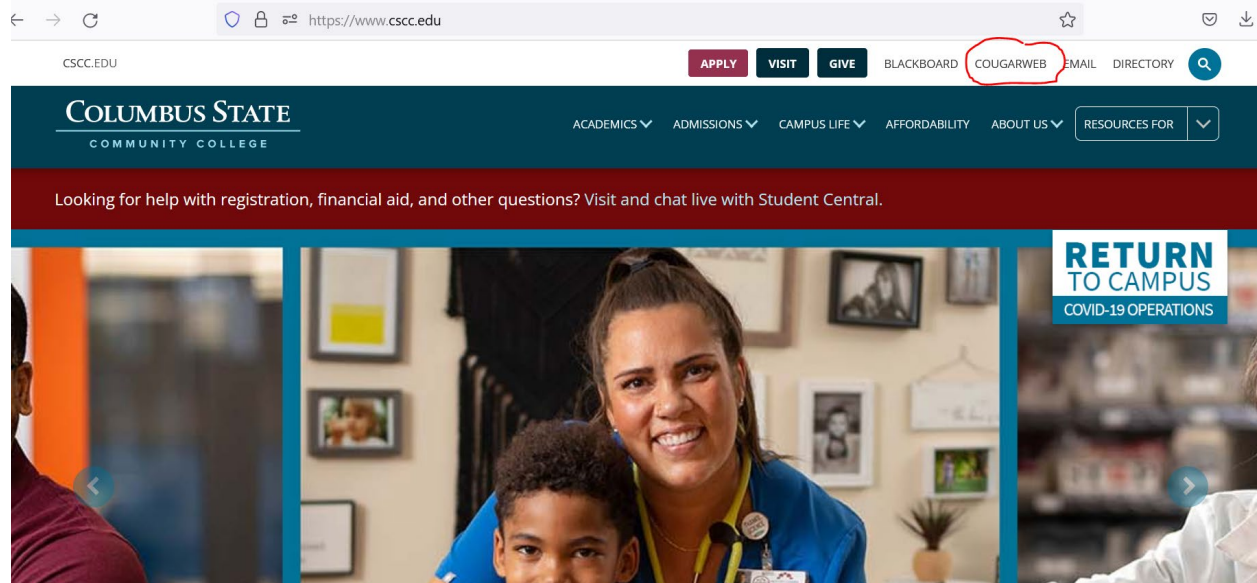 https://www.cscc.edu
CSCC.EDU APPLY VISIT GIVE BLACKBOARD COUGARWEB EMAIL DIRECTORY
COLUMBUS STATE
COMMUNITY COLLEGE
ACADEMICS ADMISSIONS CAMPUS LIFE AFFORDABILITY ABOUT US RESOURCES FOR
Looking for help with registration, financial aid, and other questions? Visit and chat live with Student Central.
RETURN
TO CAMPUS
COVID-19 OPERATIONS